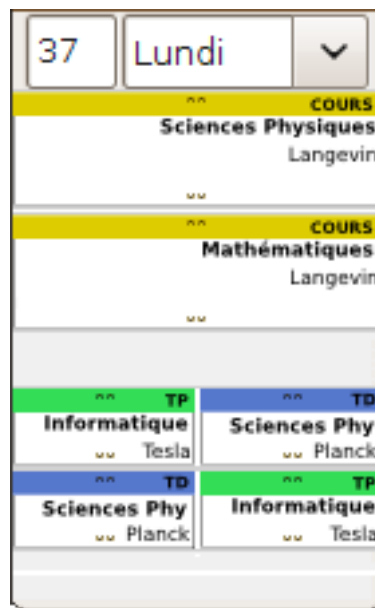 37 Lundi
COURS
Sciences Physiques
Langevin
COURS
Mathématiques
Langevin
TP TD
Informatique Sciences Phy
Tesla Planck
TD TP
Sciences Phy Informatique
Planck Tesla